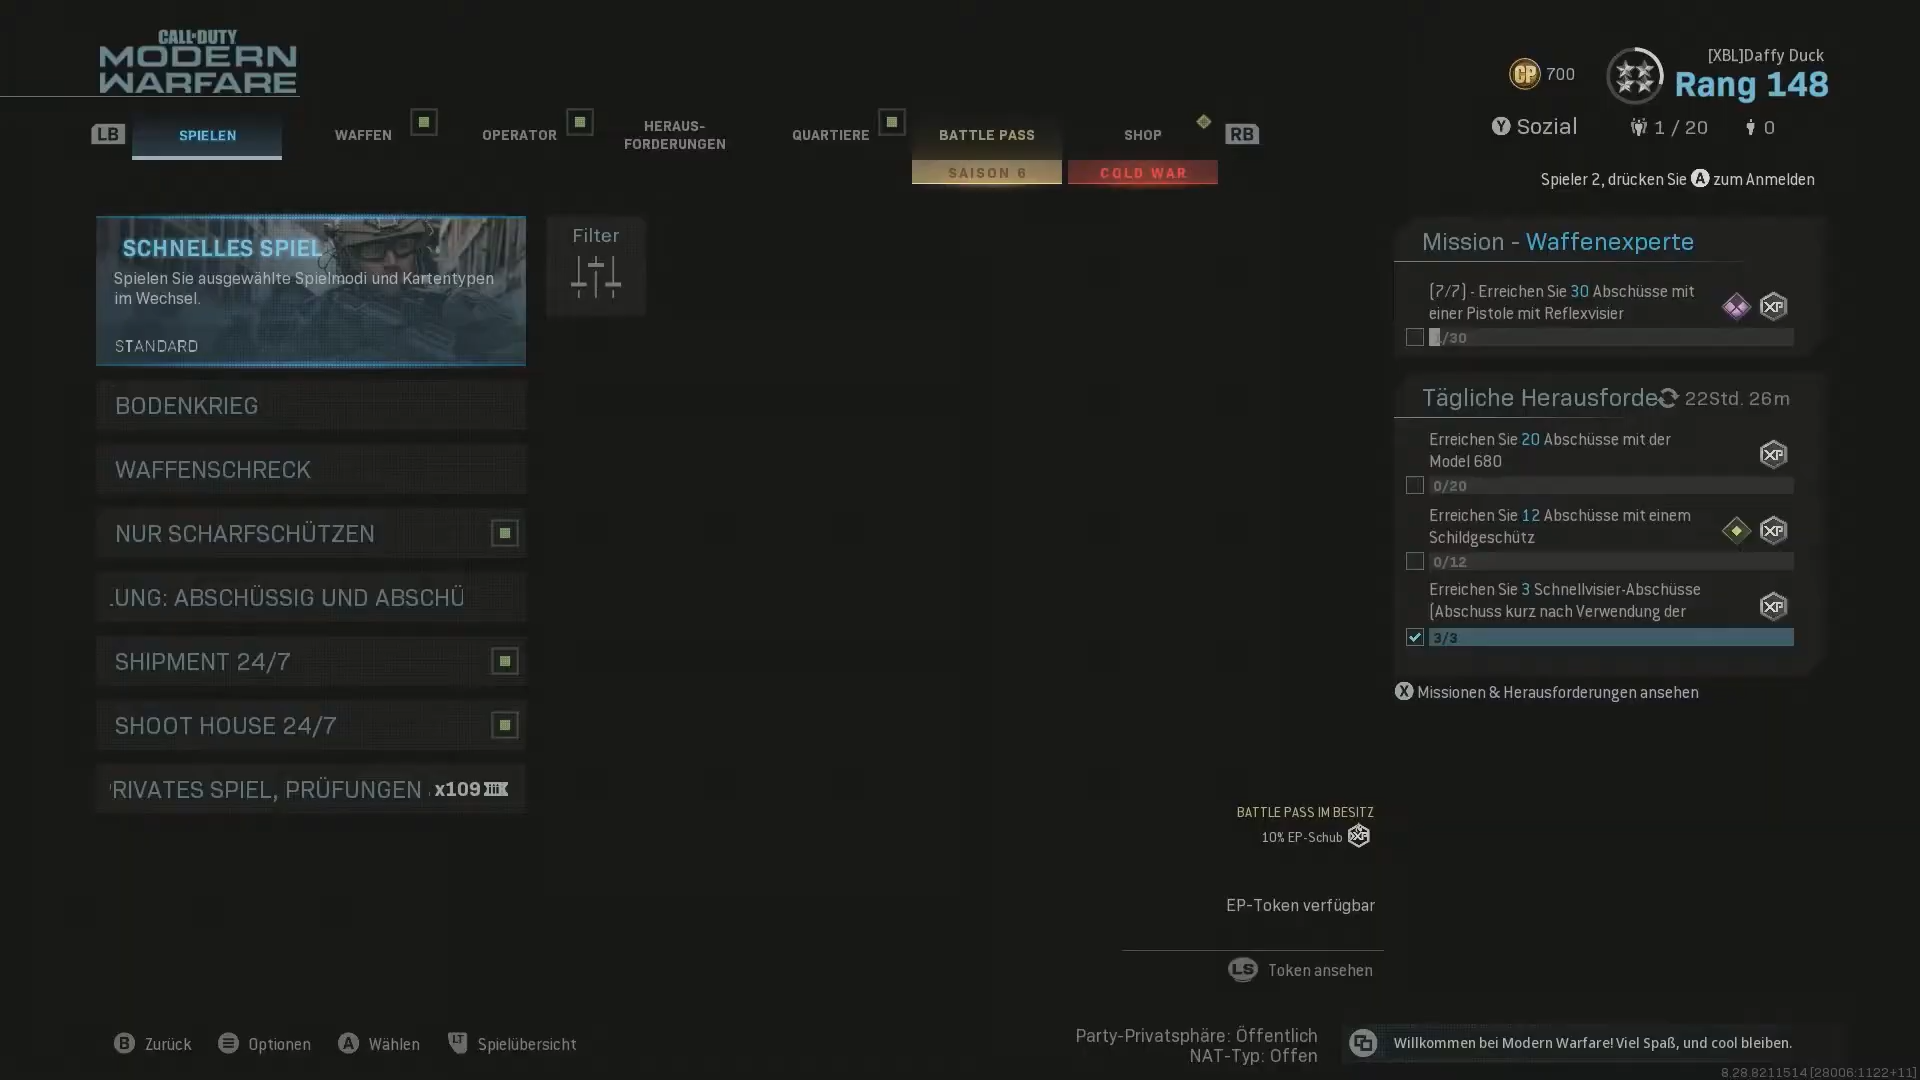 CALL OF DUTY
MODERN
WARFARE
700
[XBL]Daffy Duck
Rang 148
Y Sozial
1 / 20
0
LB
SPIELEN
WAFFEN
OPERATOR
HERAUS-
FORDERUNGEN
QUARTIERE
BATTLE PASS
SAISON 6
SHOP
COLD WAR
RB
Spieler 2, drücken Sie A zum Anmelden
SCHNELLES SPIEL
Spielen Sie ausgewählte Spielmodi und Kartentypen
im Wechsel.
STANDARD
Filter
BODENKRIEG
WAFFENSCHRECK
NUR SCHARFSCHÜTZEN
UNG: ABSCHÜSSIG UND ABSCHÜ
SHIPMENT 24/7
SHOOT HOUSE 24/7
RIVATES SPIEL, PRÜFUNGEN x109
Mission - Waffenexperte
[7/7] - Erreichen Sie 30 Abschüsse mit
einer Pistole mit Reflexvisier
XP
1/30
Tägliche Herausforde 22Std. 26m
Erreichen Sie 20 Abschüsse mit der
Model 680
XP
0/20
Erreichen Sie 12 Abschüsse mit einem
Schildgeschütz
XP
0/12
Erreichen Sie 3 Schnellvisier-Abschüsse
(Abschuss kurz nach Verwendung der
XP
3/3
X Missionen & Herausforderungen ansehen
BATTLE PASS IM BESITZ
10% EP-Schub
EP-Token verfügbar
LS Token ansehen
B Zurück
Optionen
A Wählen
LT Spielübersicht
Party-Privatsphäre: Öffentlich
NAT-Typ: Offen
Willkommen bei Modern Warfare! Viel Spaß, und cool bleiben.
8.28.8211514[28006:1122+11]